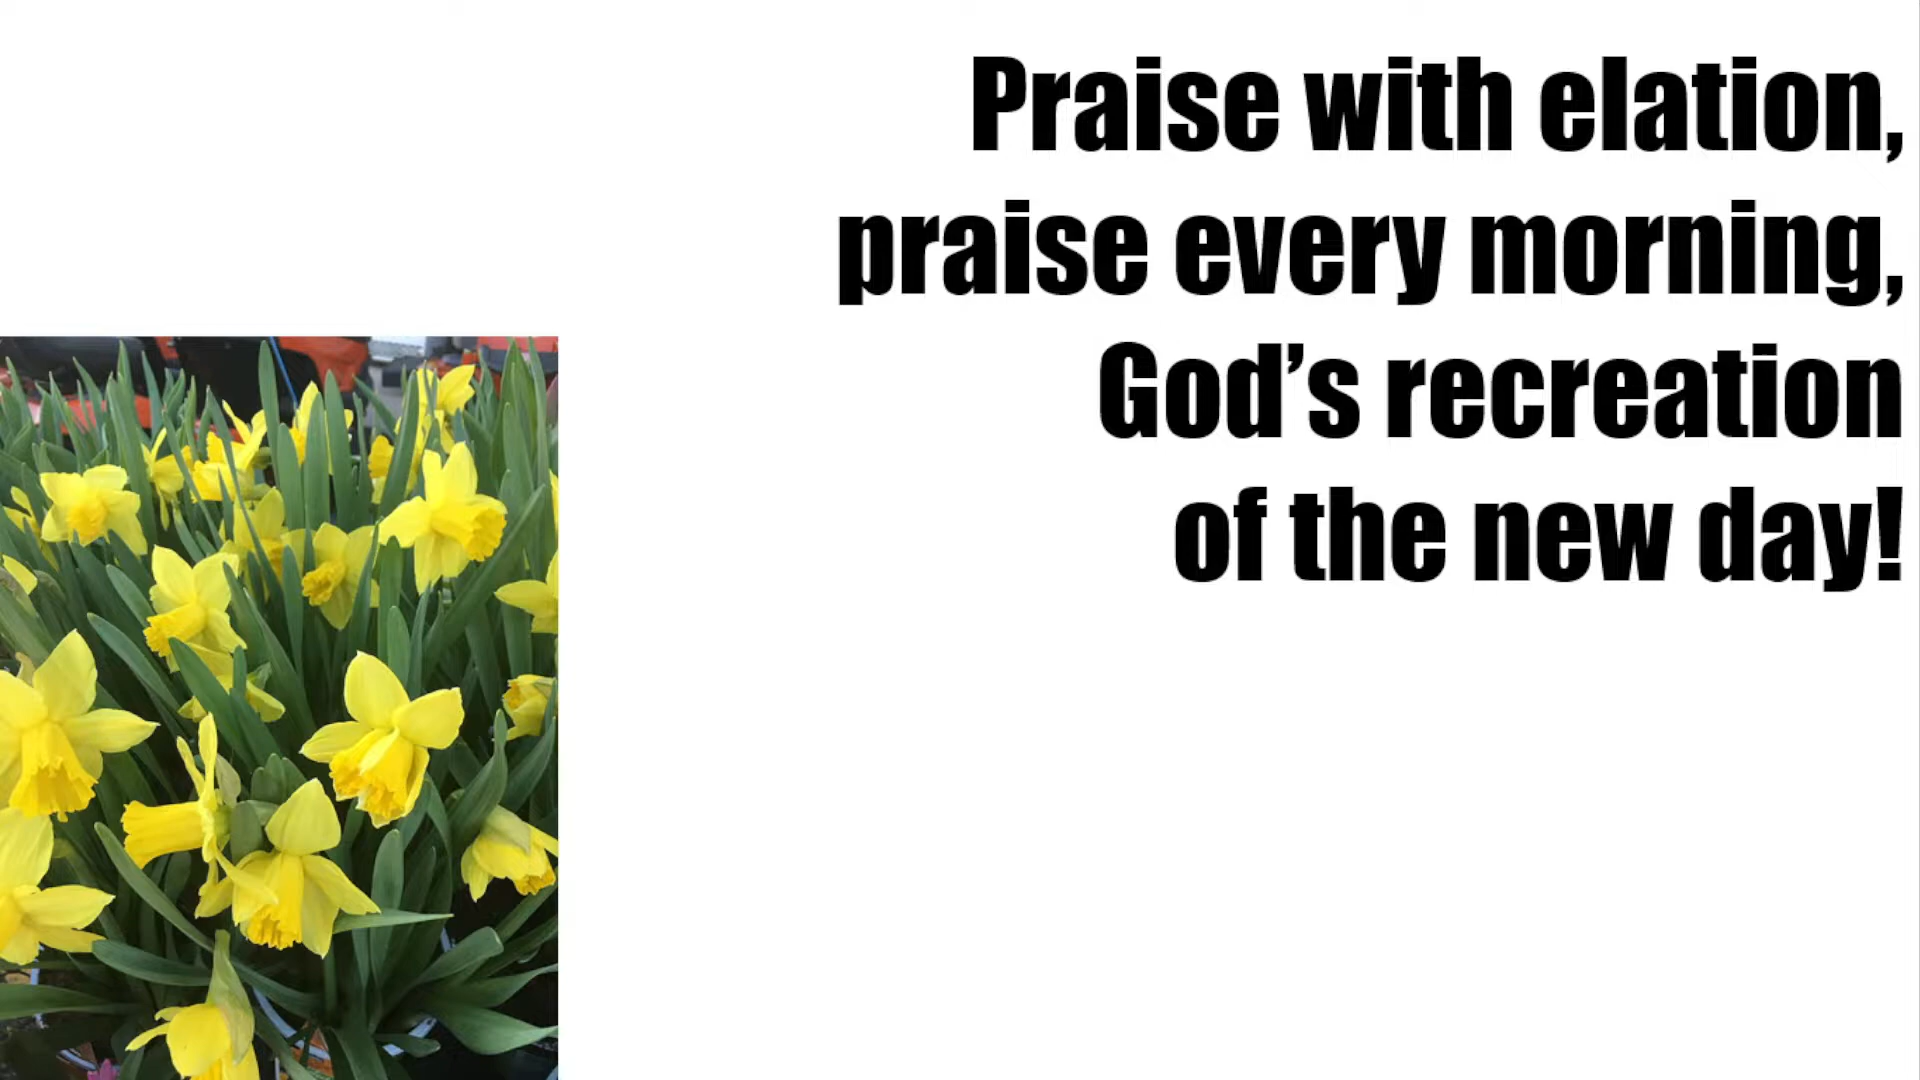 Praise with elation,
praise every morning,
God’s recreation
of the new day!